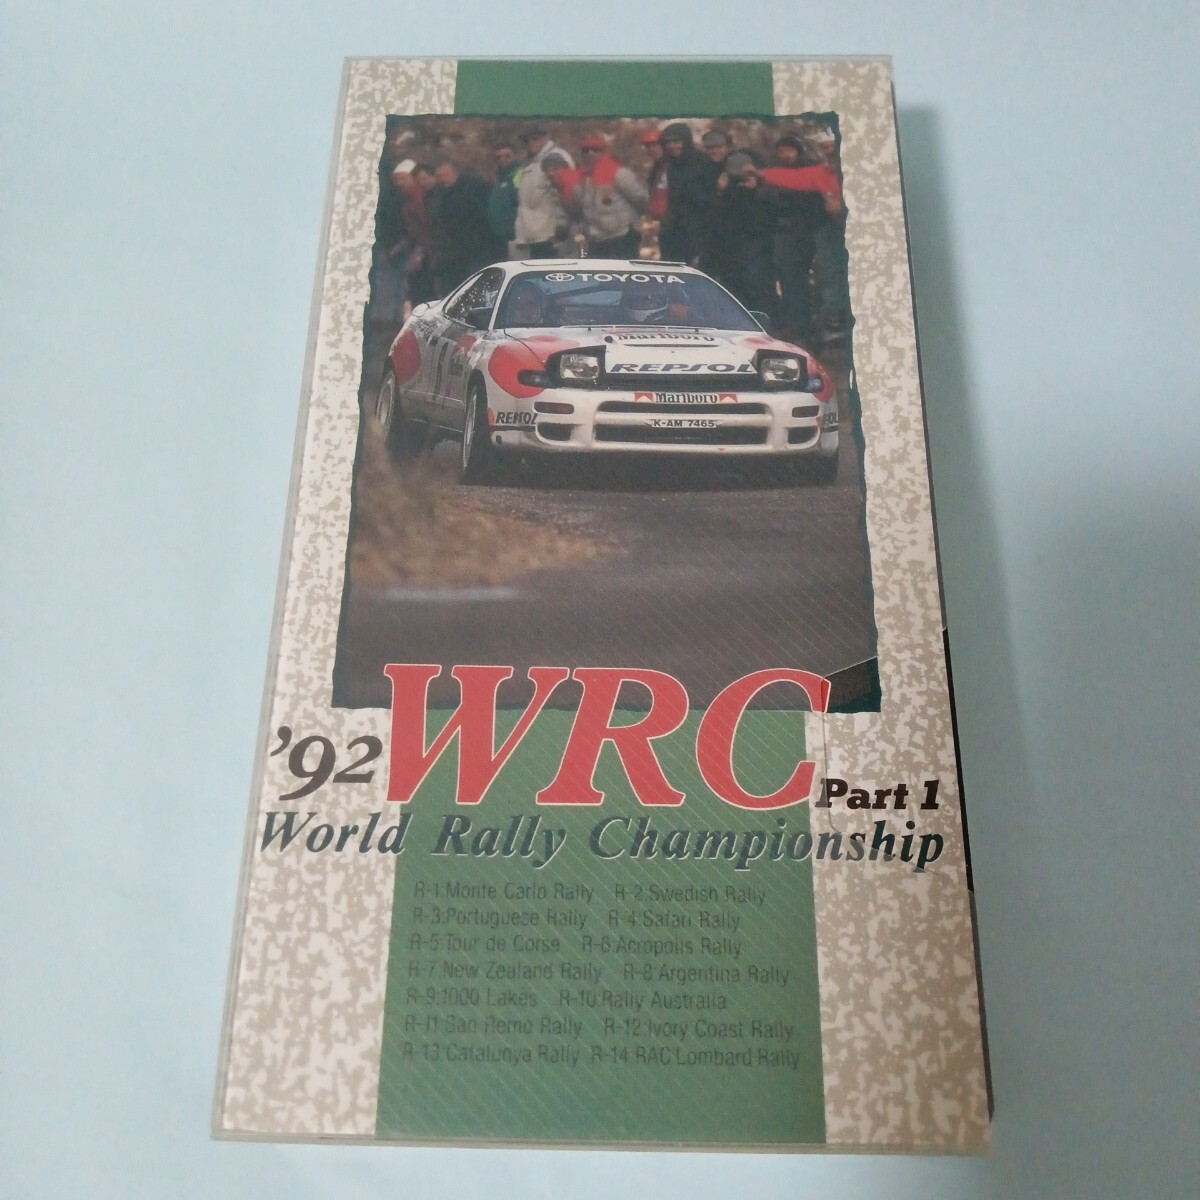 TOYOTA
Marlboro
REPSOL
Marlboro
REPSOL
K-AM 7465
'92 WRC Part 1
World Rally Championship
R-1:Monte Carlo Rally R-2:Swedish Rally
R-3:Portuguese Rally R-4:Safari Rally
R-5:Tour de Corse R-6:Acropolis Rally
R-7:New Zealand Rally R-8:Argentina Rally
R-9:1000 Lakes R-10:Rally Australia
R-11:San Remo Rally R-12:Ivory Coast Rally
R-13:Catalunya Rally R-14:RAC Lombard Rally